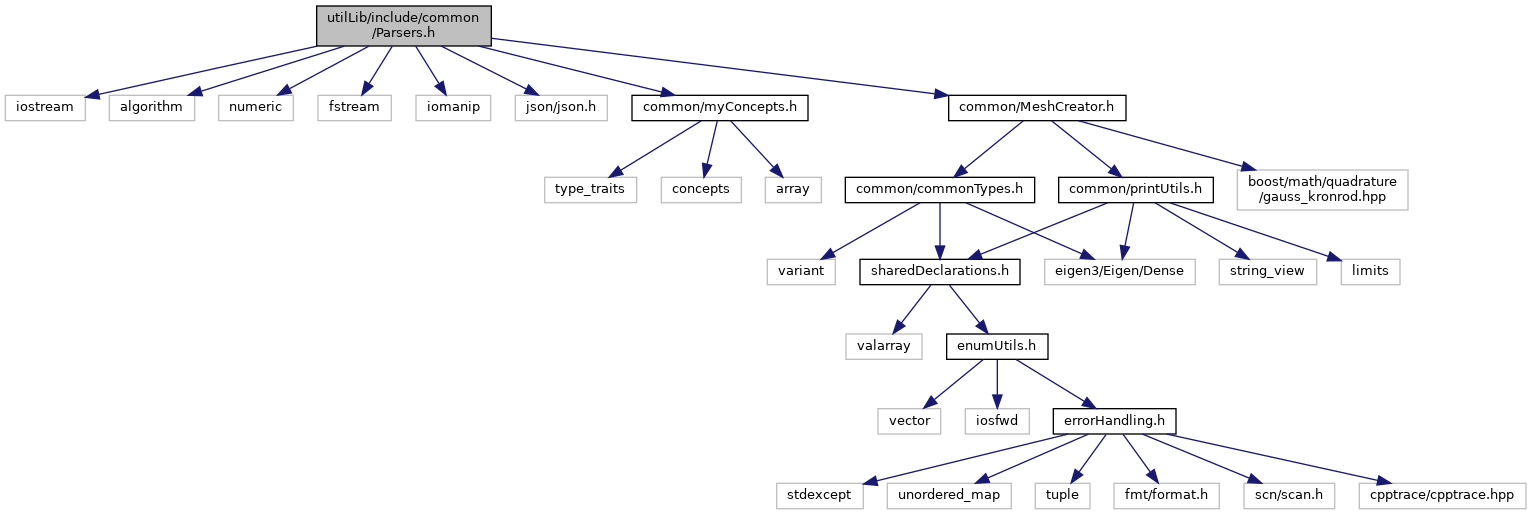 utilLib/include/common
/Parsers.h
iostream
algorithm
numeric
fstream
iomanip
json/json.h
common/myConcepts.h
common/MeshCreator.h
type_traits
concepts
array
common/commonTypes.h
common/printUtils.h
boost/math/quadrature
/gauss_kronrod.hpp
variant
sharedDeclarations.h
eigen3/Eigen/Dense
string_view
limits
valarray
enumUtils.h
vector
iosfwd
errorHandling.h
stdexcept
unordered_map
tuple
fmt/format.h
scn/scan.h
cpptrace/cpptrace.hpp